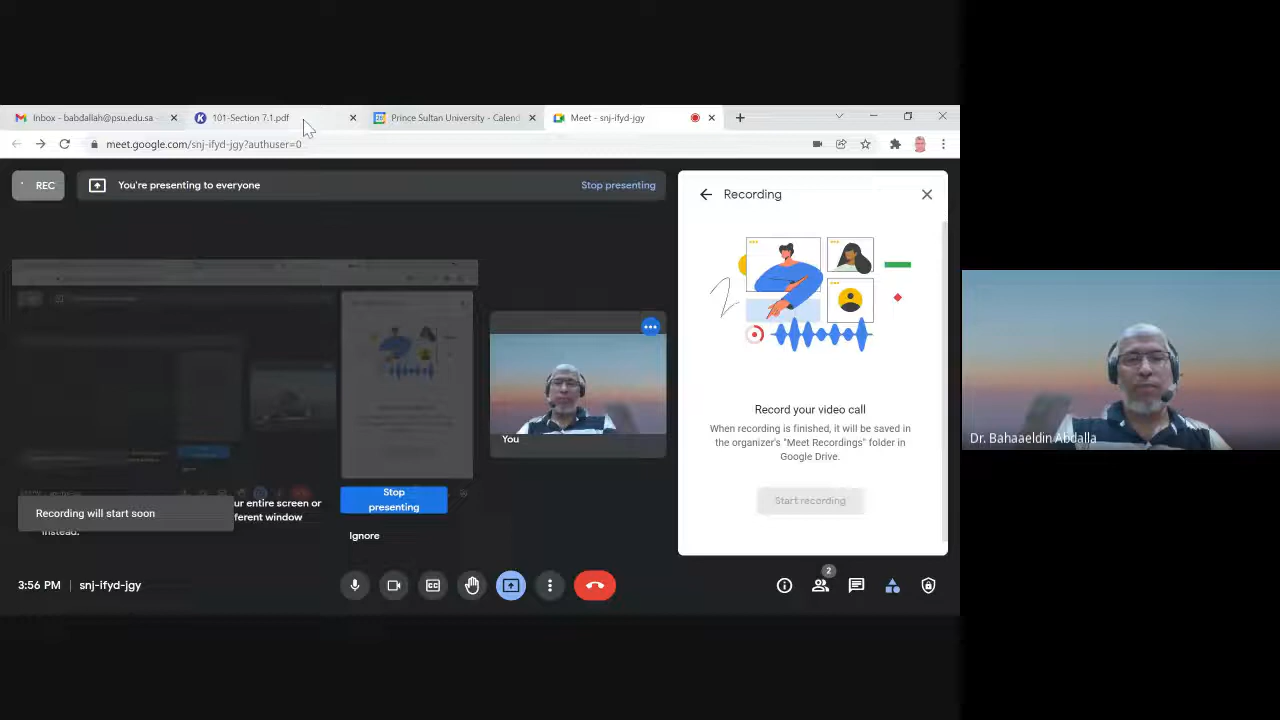 Inbox - babdallah@psu.edu.sa
101-Section 7.1.pdf
Prince Sultan University - Calend
Meet - snj-ifyd-jgy
meet.google.com/snj-ifyd-jgy?authuser=0
REC
You're presenting to everyone
Stop presenting
Recording
Record your video call
When recording is finished, it will be saved
in the organizer's "Meet Recordings" folder in
Google Drive.
Start recording
You
Dr. Bahaaeldin Abdalla
Stop
presenting
ur entire screen or
Recording will start soon
ferent window
instead.
Ignore
3:56 PM
snj-ifyd-jgy
CC
2